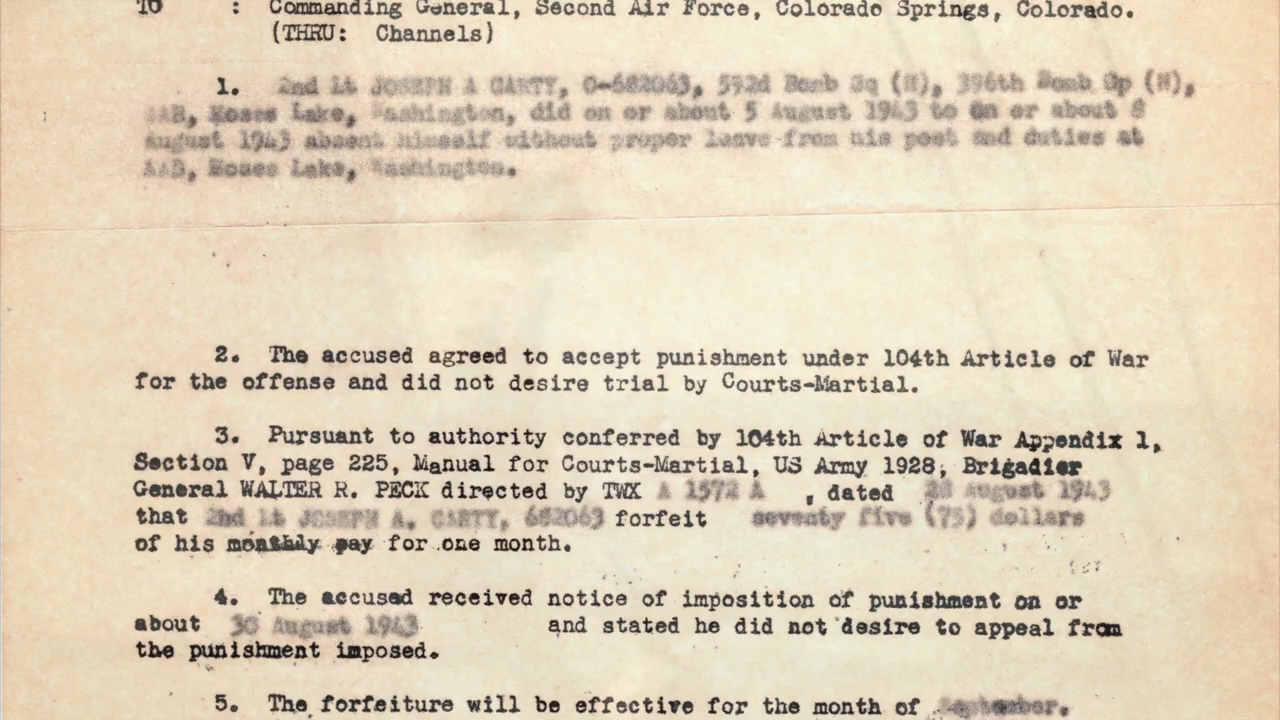 TO : Commanding General, Second Air Force, Colorado Springs, Colorado.
(THRU: Channels)
1. 2nd Lt JOSEPH A CARTY, O-682063, 592d Bomb Sq (H), 396th Bomb Gp (H),
AAB, Moses Lake, Washington, did on or about 5 August 1943 to on or about 8
August 1943 absent himself without proper leave from his post and duties at
AAB, Moses Lake, Washington.
2. The accused agreed to accept punishment under 104th Article of War
for the offense and did not desire trial by Courts-Martial.
3. Pursuant to authority conferred by 104th Article of War Appendix 1,
Section V, page 225, Manual for Courts-Martial, US Army 1928, Brigadier
General WALTER R. PECK directed by TWX A 1572 A , dated 28 August 1943
that 2nd Lt JOSEPH A. CARTY, 682063 forfeit seventy five (75) dollars
of his monthly pay for one month.
4. The accused received notice of imposition of punishment on or
about 30 August 1943 and stated he did not desire to appeal from
the punishment imposed.
5. The forfeiture will be effective for the month of September.